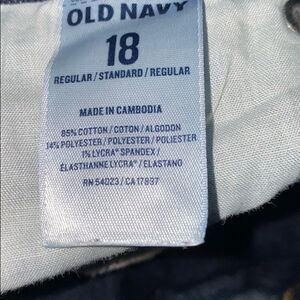 OLD NAVY
18
REGULAR / STANDARD / REGULAR
MADE IN CAMBODIA
85% COTTON / COTON / ALGODON
14% POLYESTER / POLYESTER / POLIESTER
1% LYCRA® SPANDEX /
ÉLASTHANNE LYCRA® / ELASTANO
RN 54023 / CA 17897